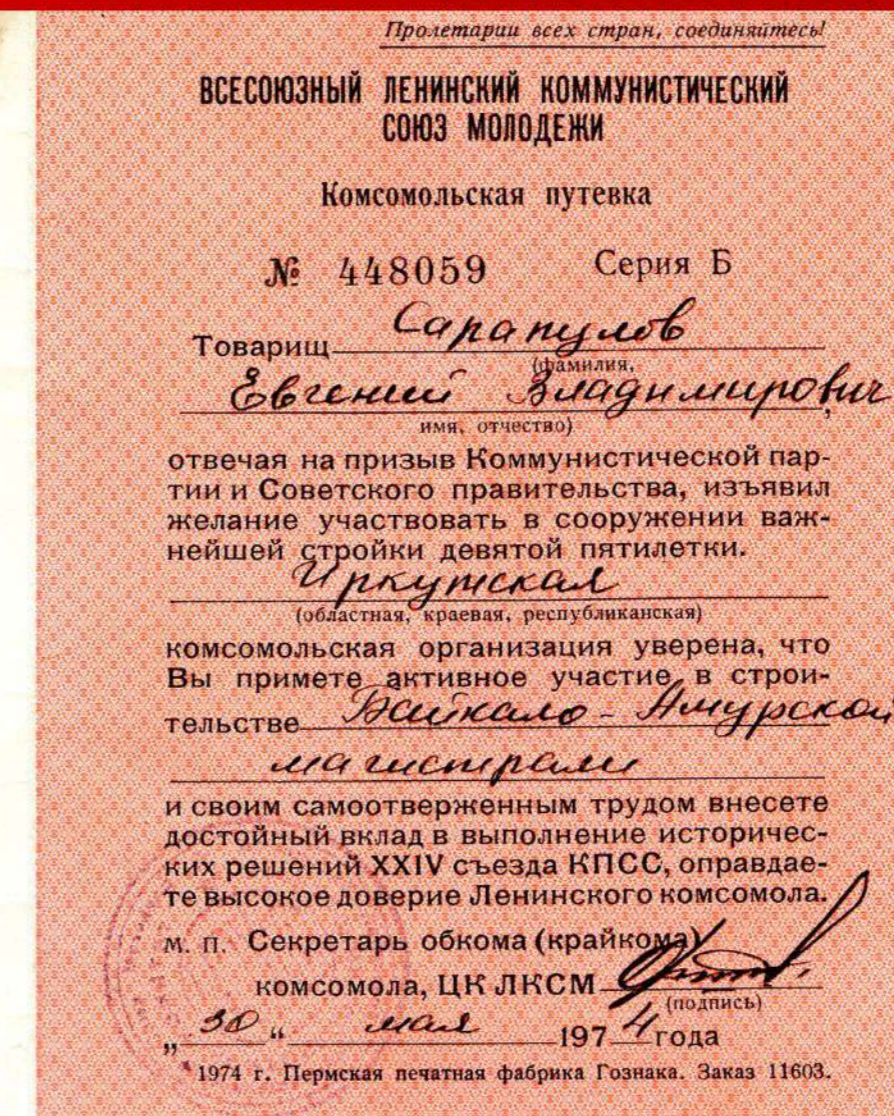 Пролетарии всех стран, соединяйтесь!
ВСЕСОЮЗНЫЙ ЛЕНИНСКИЙ КОММУНИСТИЧЕСКИЙ
СОЮЗ МОЛОДЕЖИ
Комсомольская путевка
№ 448059 Серия Б
Товарищ Сарапулов
(фамилия,
Евгений Владимирович
имя, отчество)
отвечая на призыв Коммунистической пар-
тии и Советского правительства, изъявил
желание участвовать в сооружении важ-
нейшей стройки девятой пятилетки.
Иркутская
(областная, краевая, республиканская)
комсомольская организация уверена, что
Вы примете активное участие в строи-
тельстве Байкало-Амурской
магистрали
и своим самоотверженным трудом внесете
достойный вклад в выполнение историчес-
ких решений XXIV съезда КПСС, оправдае-
те высокое доверие Ленинского комсомола.
м. п. Секретарь обкома (крайкома)
комсомола, ЦК ЛКСМ
(подпись)
„30“ мая 1974 года
1974 г. Пермская печатная фабрика Гознака. Заказ 11603.